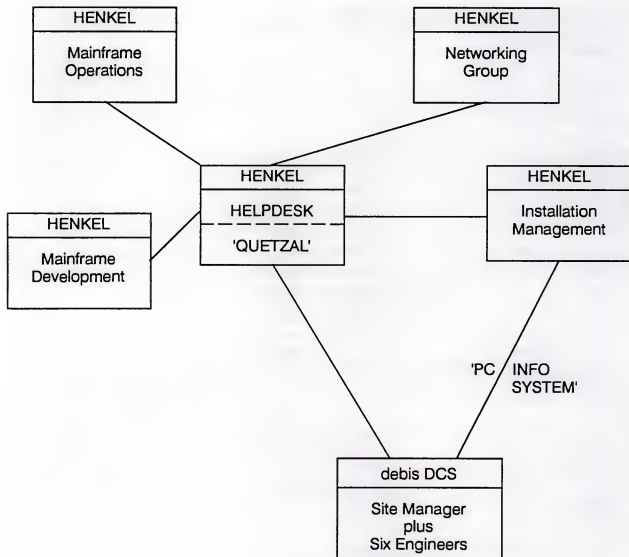 HENKEL
Mainframe
Operations
HENKEL
Networking
Group
HENKEL
HELPDESK
'QUETZAL'
HENKEL
Installation
Management
HENKEL
Mainframe
Development
'PC INFO
SYSTEM'
debis DCS
Site Manager
plus
Six Engineers